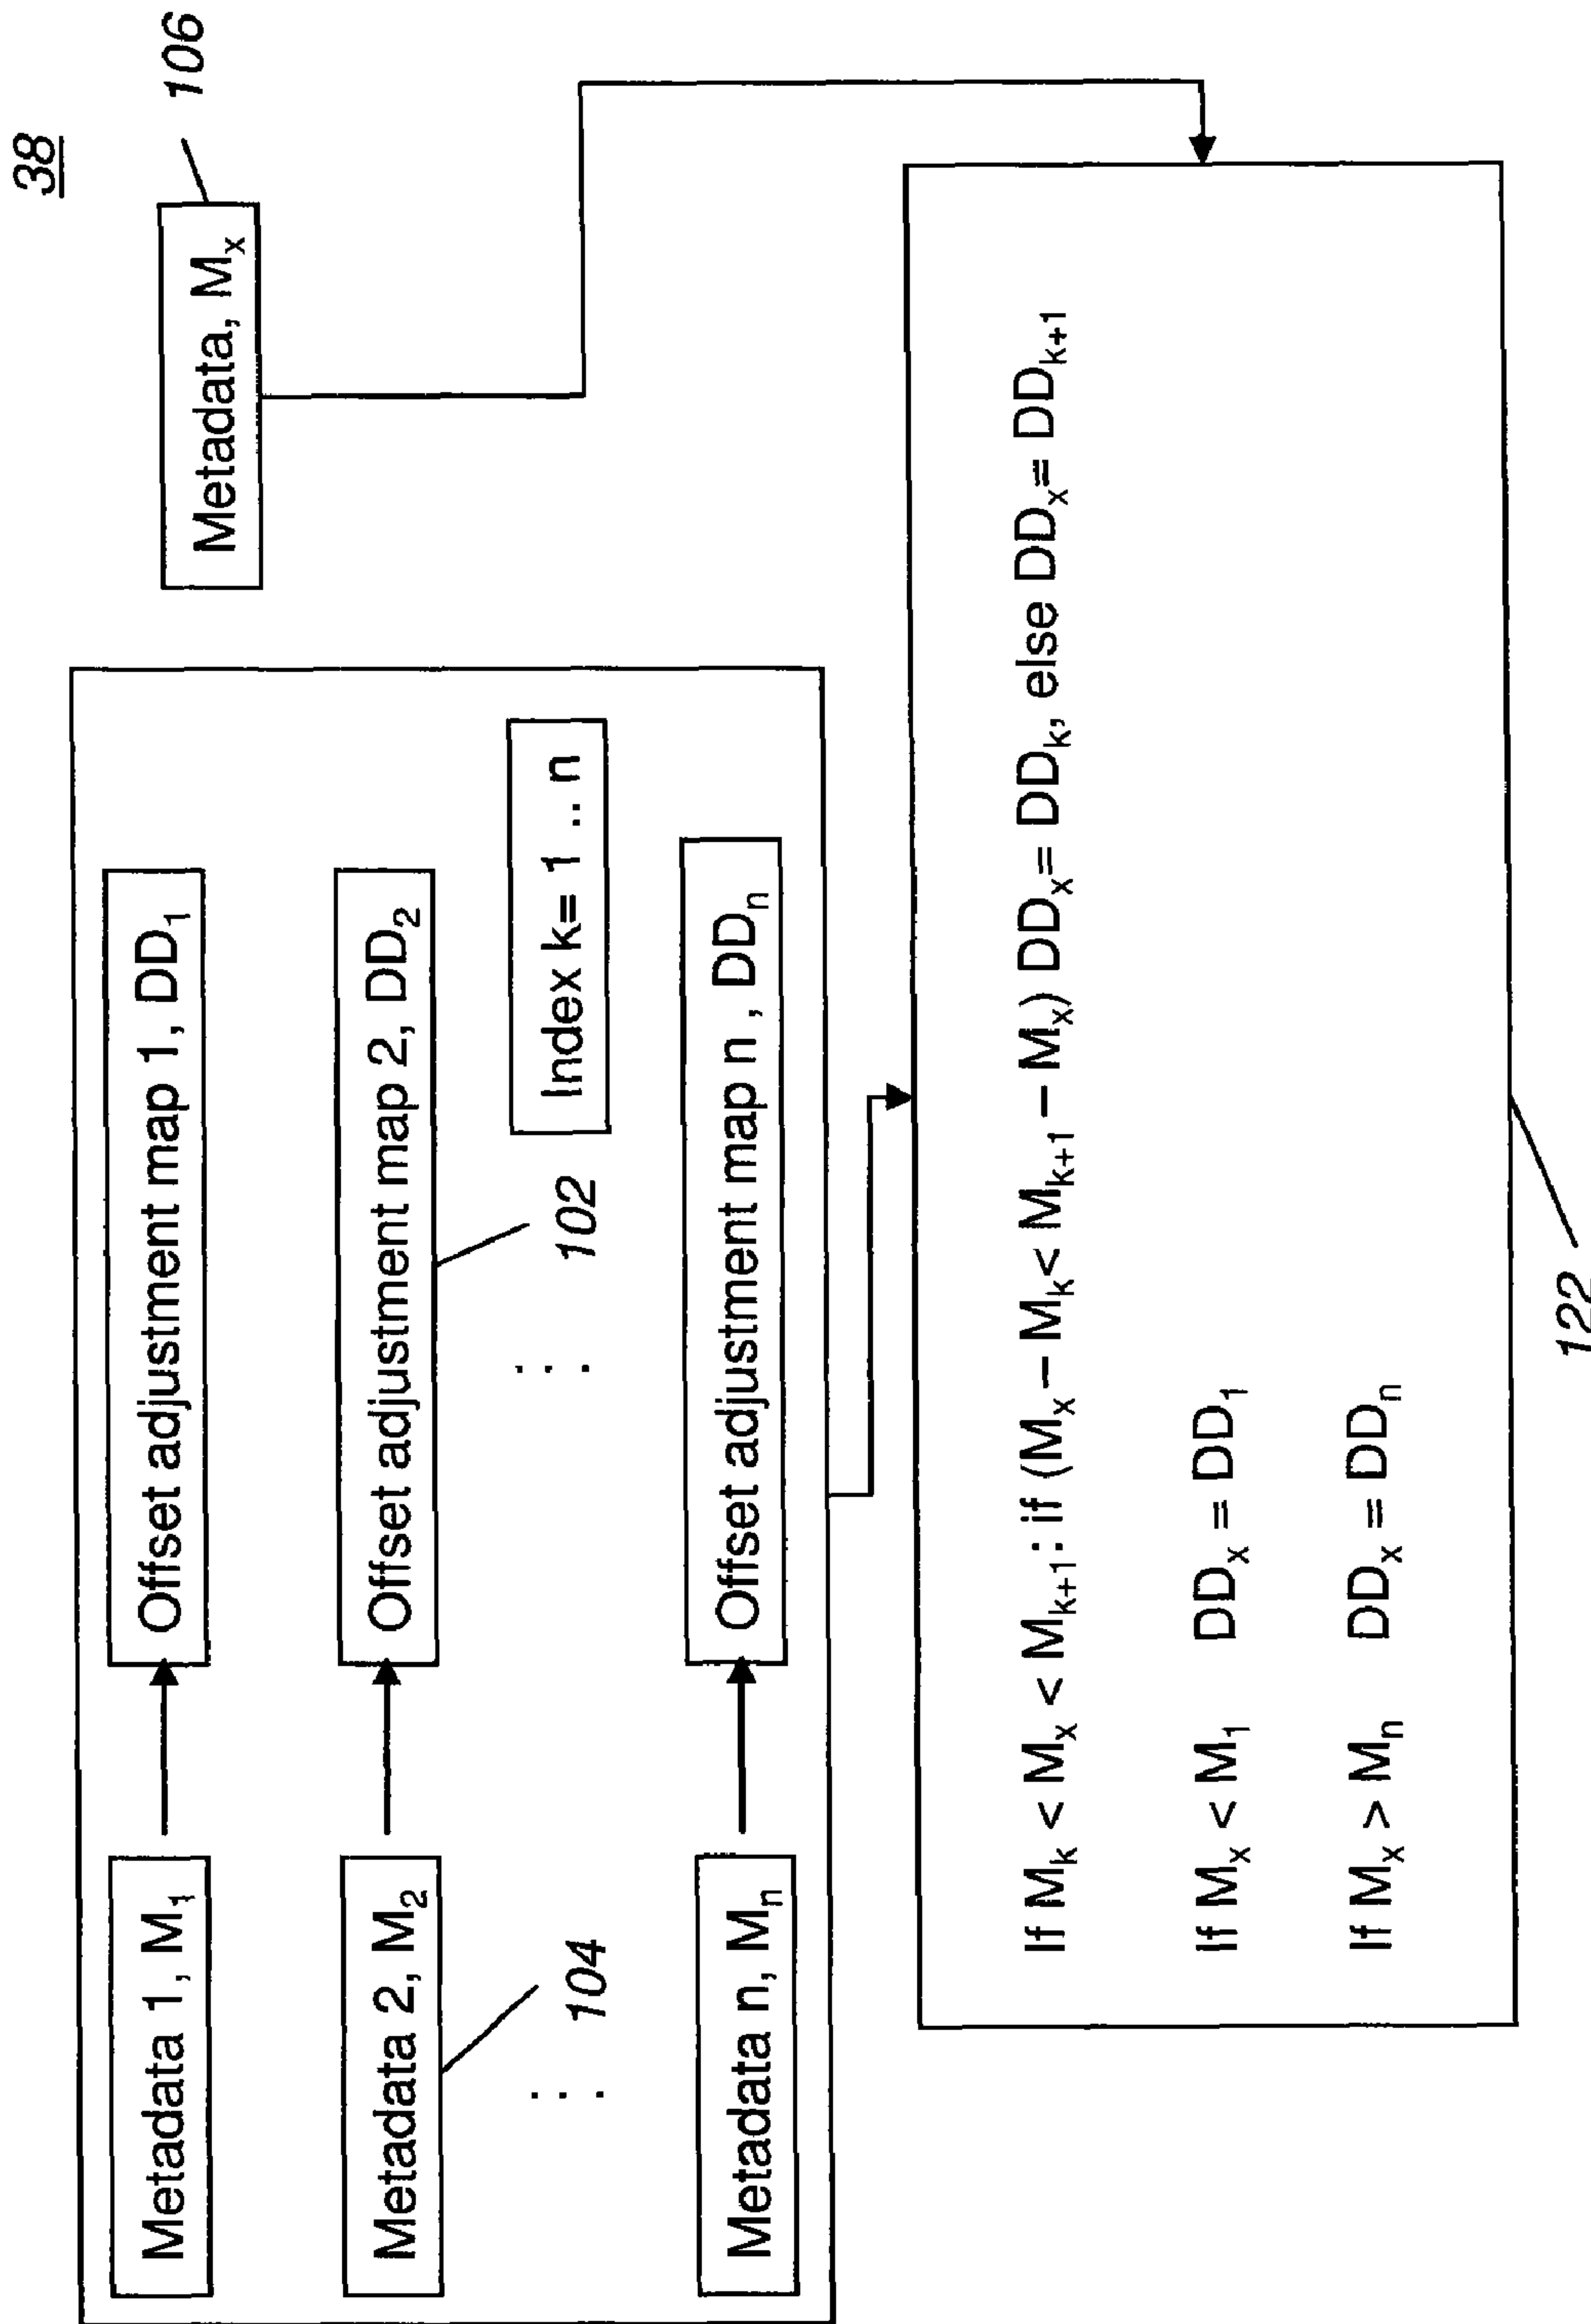 38
Metadata 1, M₁
Offset adjustment map 1, DD₁
Metadata, Mₓ
106
Metadata 2, M₂
Offset adjustment map 2, DD₂
104
⋮
102
⋮
Index k= 1 .. n
Metadata n, Mₙ
Offset adjustment map n , DDₙ
If Mₖ < Mₓ < Mₖ₊₁: if (Mₓ – Mₖ < Mₖ₊₁ – Mₓ) DDₓ= DDₖ, else DDₓ= DDₖ₊₁
If Mₓ < M₁ DDₓ = DD₁
If Mₓ > Mₙ DDₓ = DDₙ
122